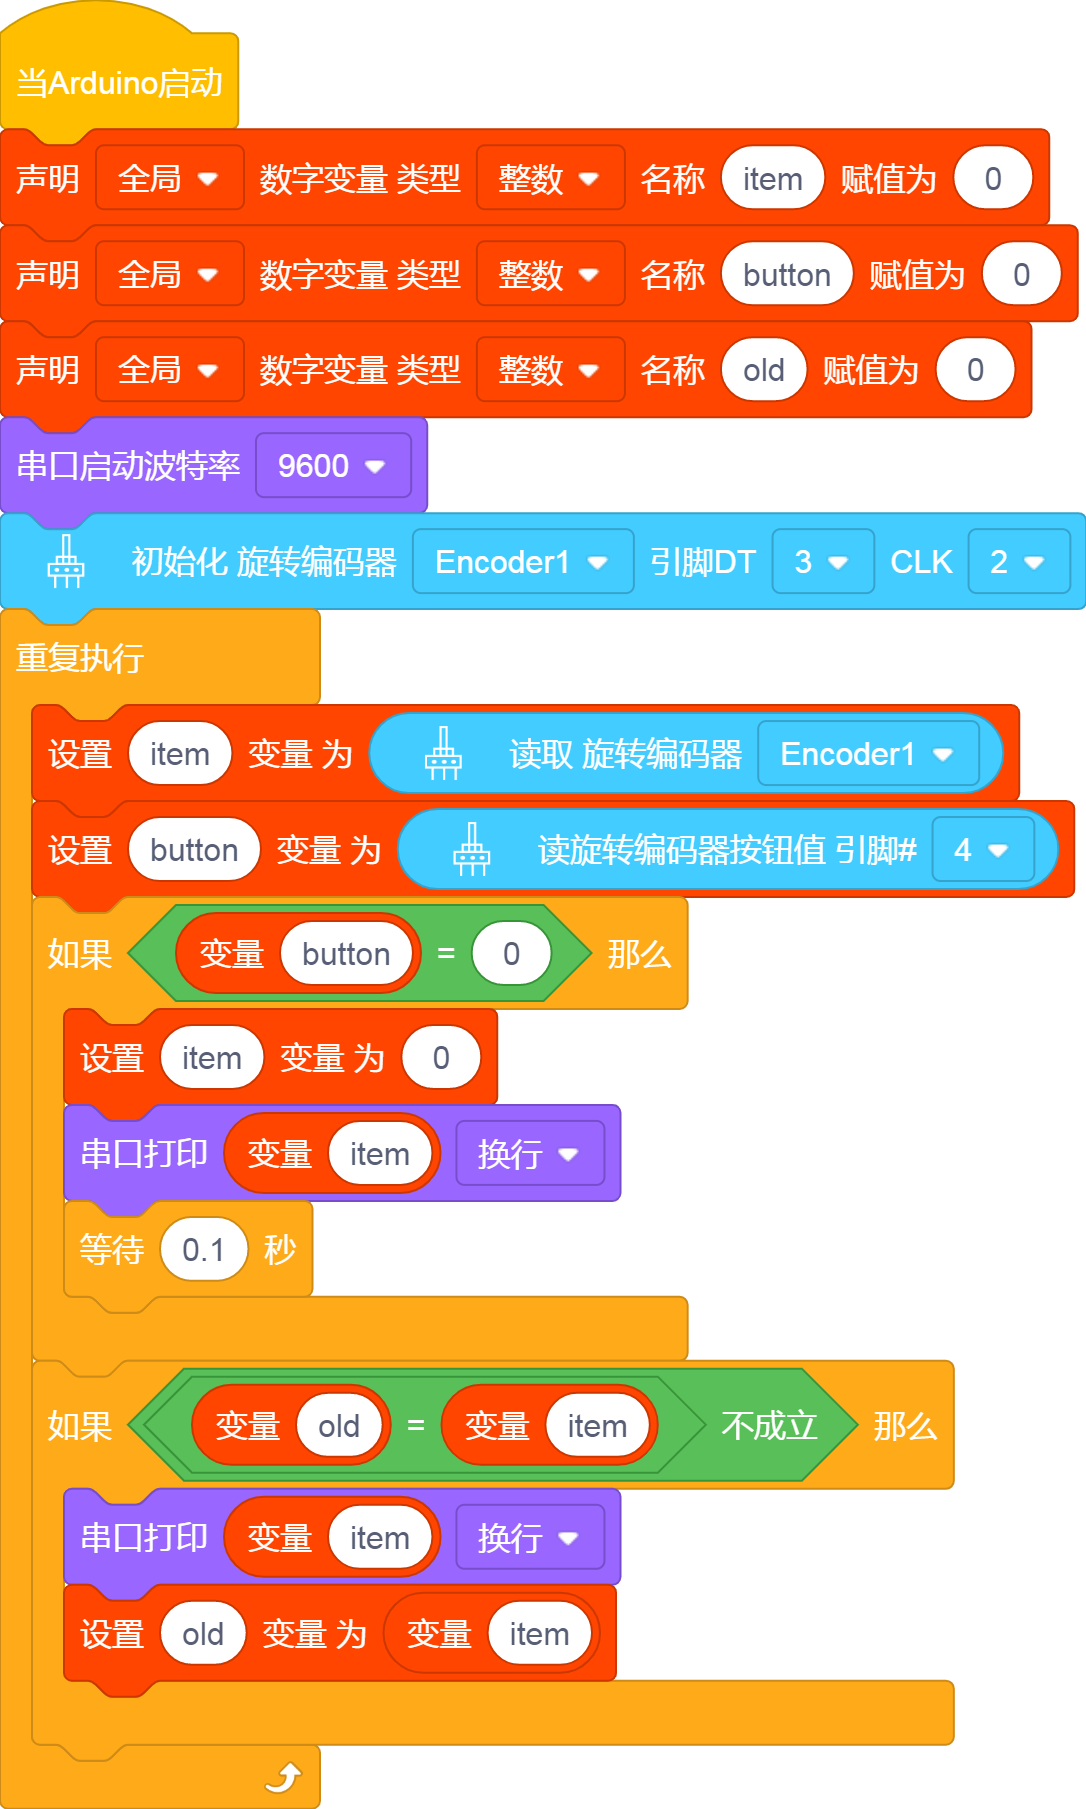 当Arduino启动
声明 全局 数字变量 类型 整数 名称 item 赋值为 0
声明 全局 数字变量 类型 整数 名称 button 赋值为 0
声明 全局 数字变量 类型 整数 名称 old 赋值为 0
串口启动波特率 9600
初始化 旋转编码器 Encoder1 引脚DT 3 CLK 2
重复执行
设置 item 变量 为 读取 旋转编码器 Encoder1
设置 button 变量 为 读旋转编码器按钮值 引脚# 4
如果 变量 button = 0 那么
设置 item 变量 为 0
串口打印 变量 item 换行
等待 0.1 秒
如果 变量 old = 变量 item 不成立 那么
串口打印 变量 item 换行
设置 old 变量 为 变量 item